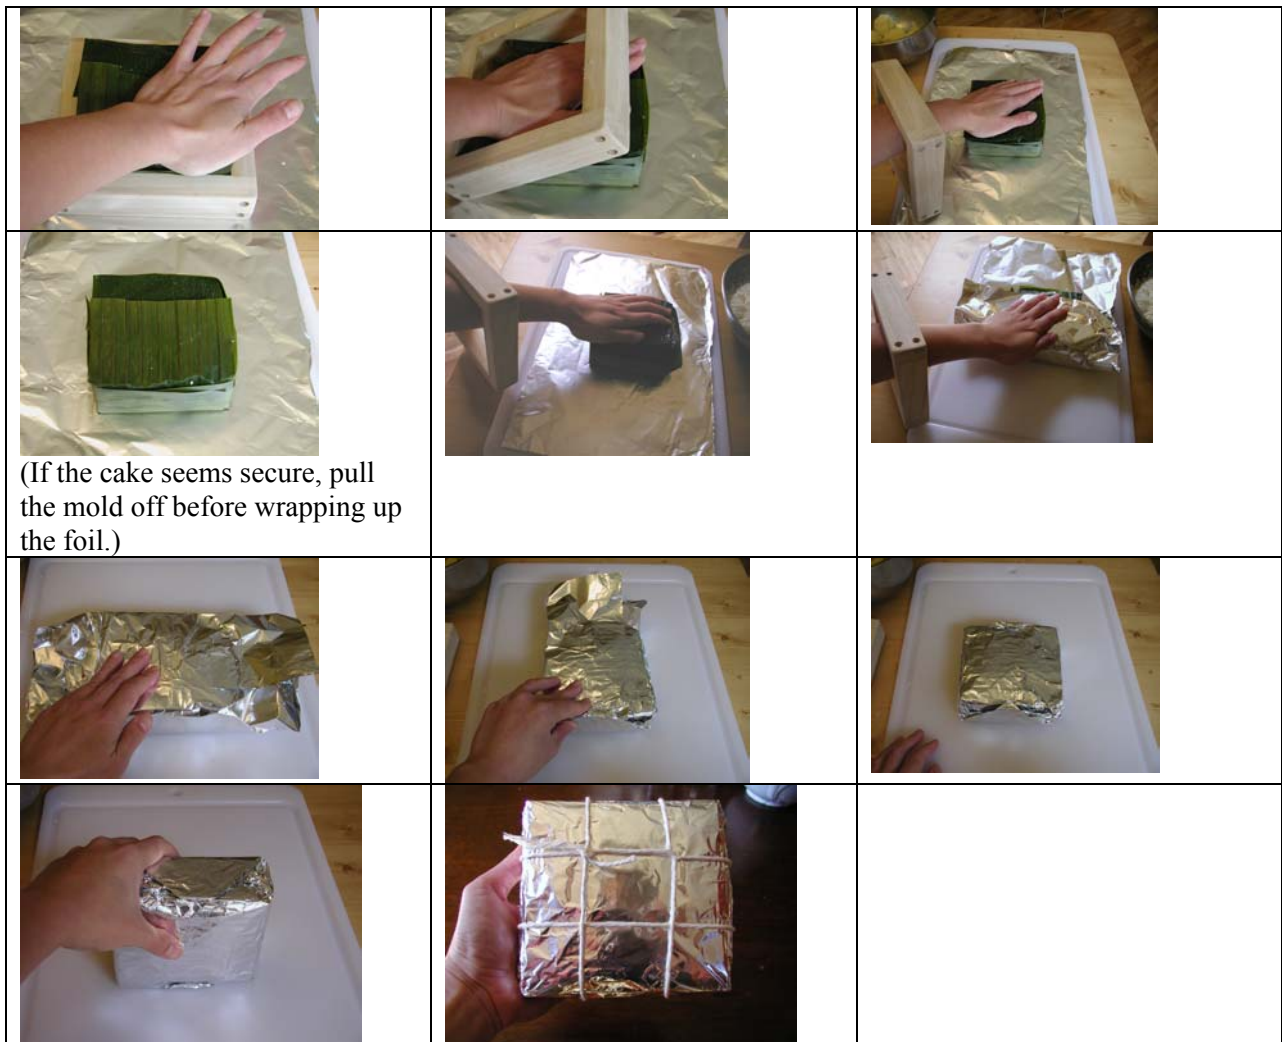 (If the cake seems secure, pull
the mold off before wrapping up
the foil.)